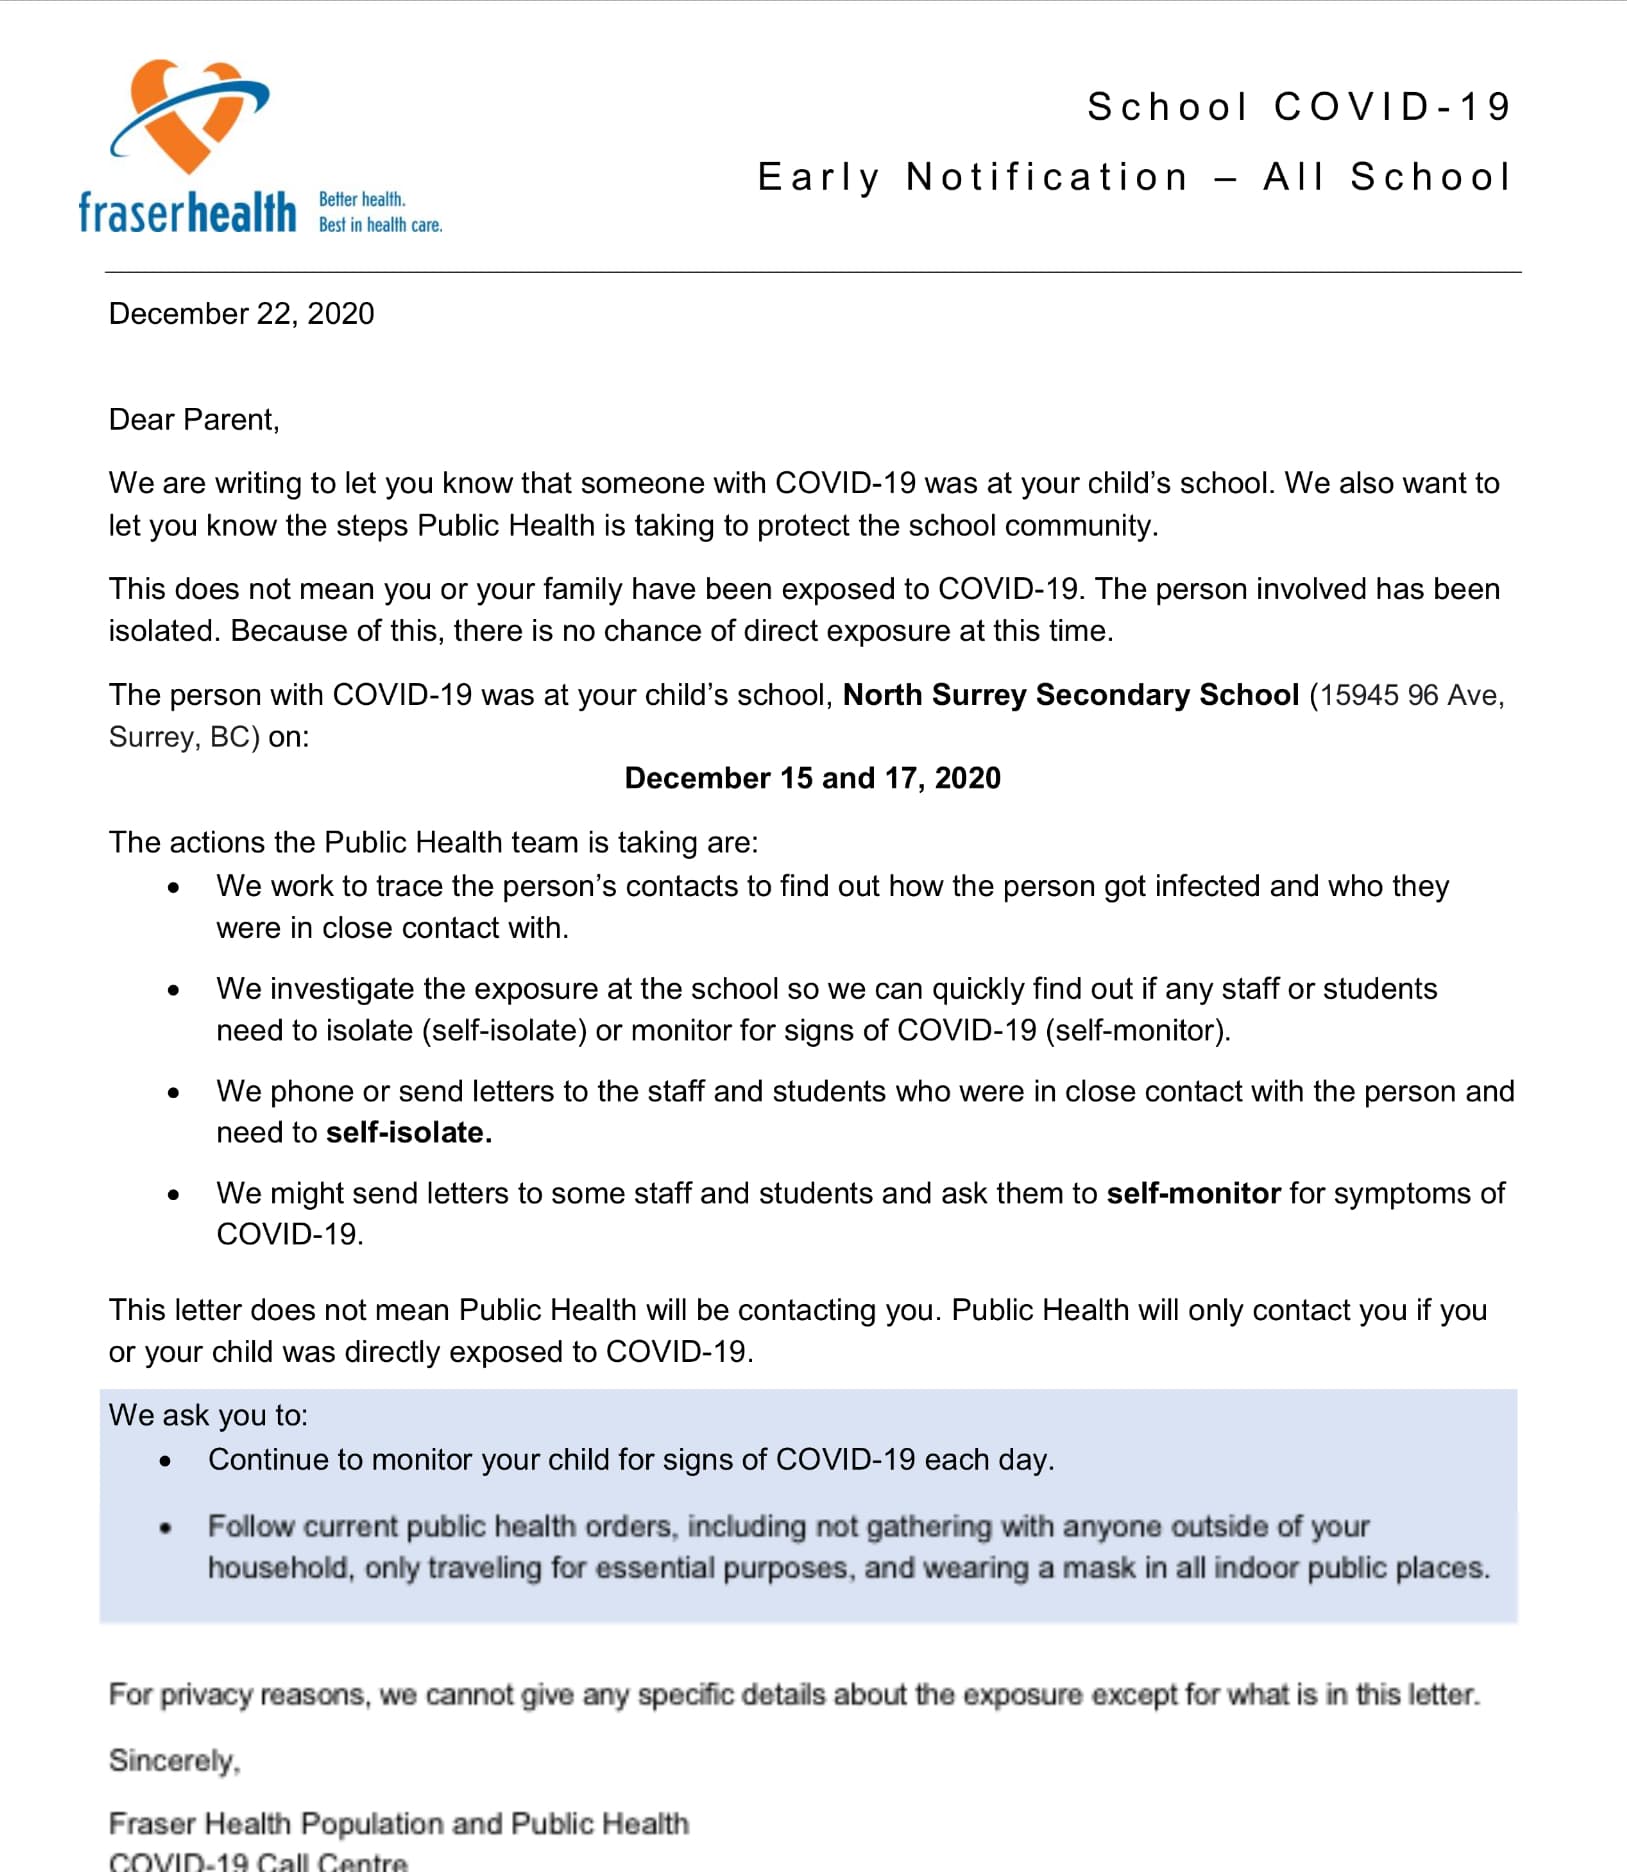 fraserhealth
Better health.
Best in health care.
School COVID-19
Early Notification – All School
December 22, 2020
Dear Parent,
We are writing to let you know that someone with COVID-19 was at your child’s school. We also want to
let you know the steps Public Health is taking to protect the school community.
This does not mean you or your family have been exposed to COVID-19. The person involved has been
isolated. Because of this, there is no chance of direct exposure at this time.
The person with COVID-19 was at your child’s school, North Surrey Secondary School (15945 96 Ave,
Surrey, BC) on:
December 15 and 17, 2020
The actions the Public Health team is taking are:
• We work to trace the person’s contacts to find out how the person got infected and who they
were in close contact with.
• We investigate the exposure at the school so we can quickly find out if any staff or students
need to isolate (self-isolate) or monitor for signs of COVID-19 (self-monitor).
• We phone or send letters to the staff and students who were in close contact with the person and
need to self-isolate.
• We might send letters to some staff and students and ask them to self-monitor for symptoms of
COVID-19.
This letter does not mean Public Health will be contacting you. Public Health will only contact you if you
or your child was directly exposed to COVID-19.
We ask you to:
• Continue to monitor your child for signs of COVID-19 each day.
• Follow current public health orders, including not gathering with anyone outside of your
household, only traveling for essential purposes, and wearing a mask in all indoor public places.
For privacy reasons, we cannot give any specific details about the exposure except for what is in this letter.
Sincerely,
Fraser Health Population and Public Health
COVID-19 Call Centre